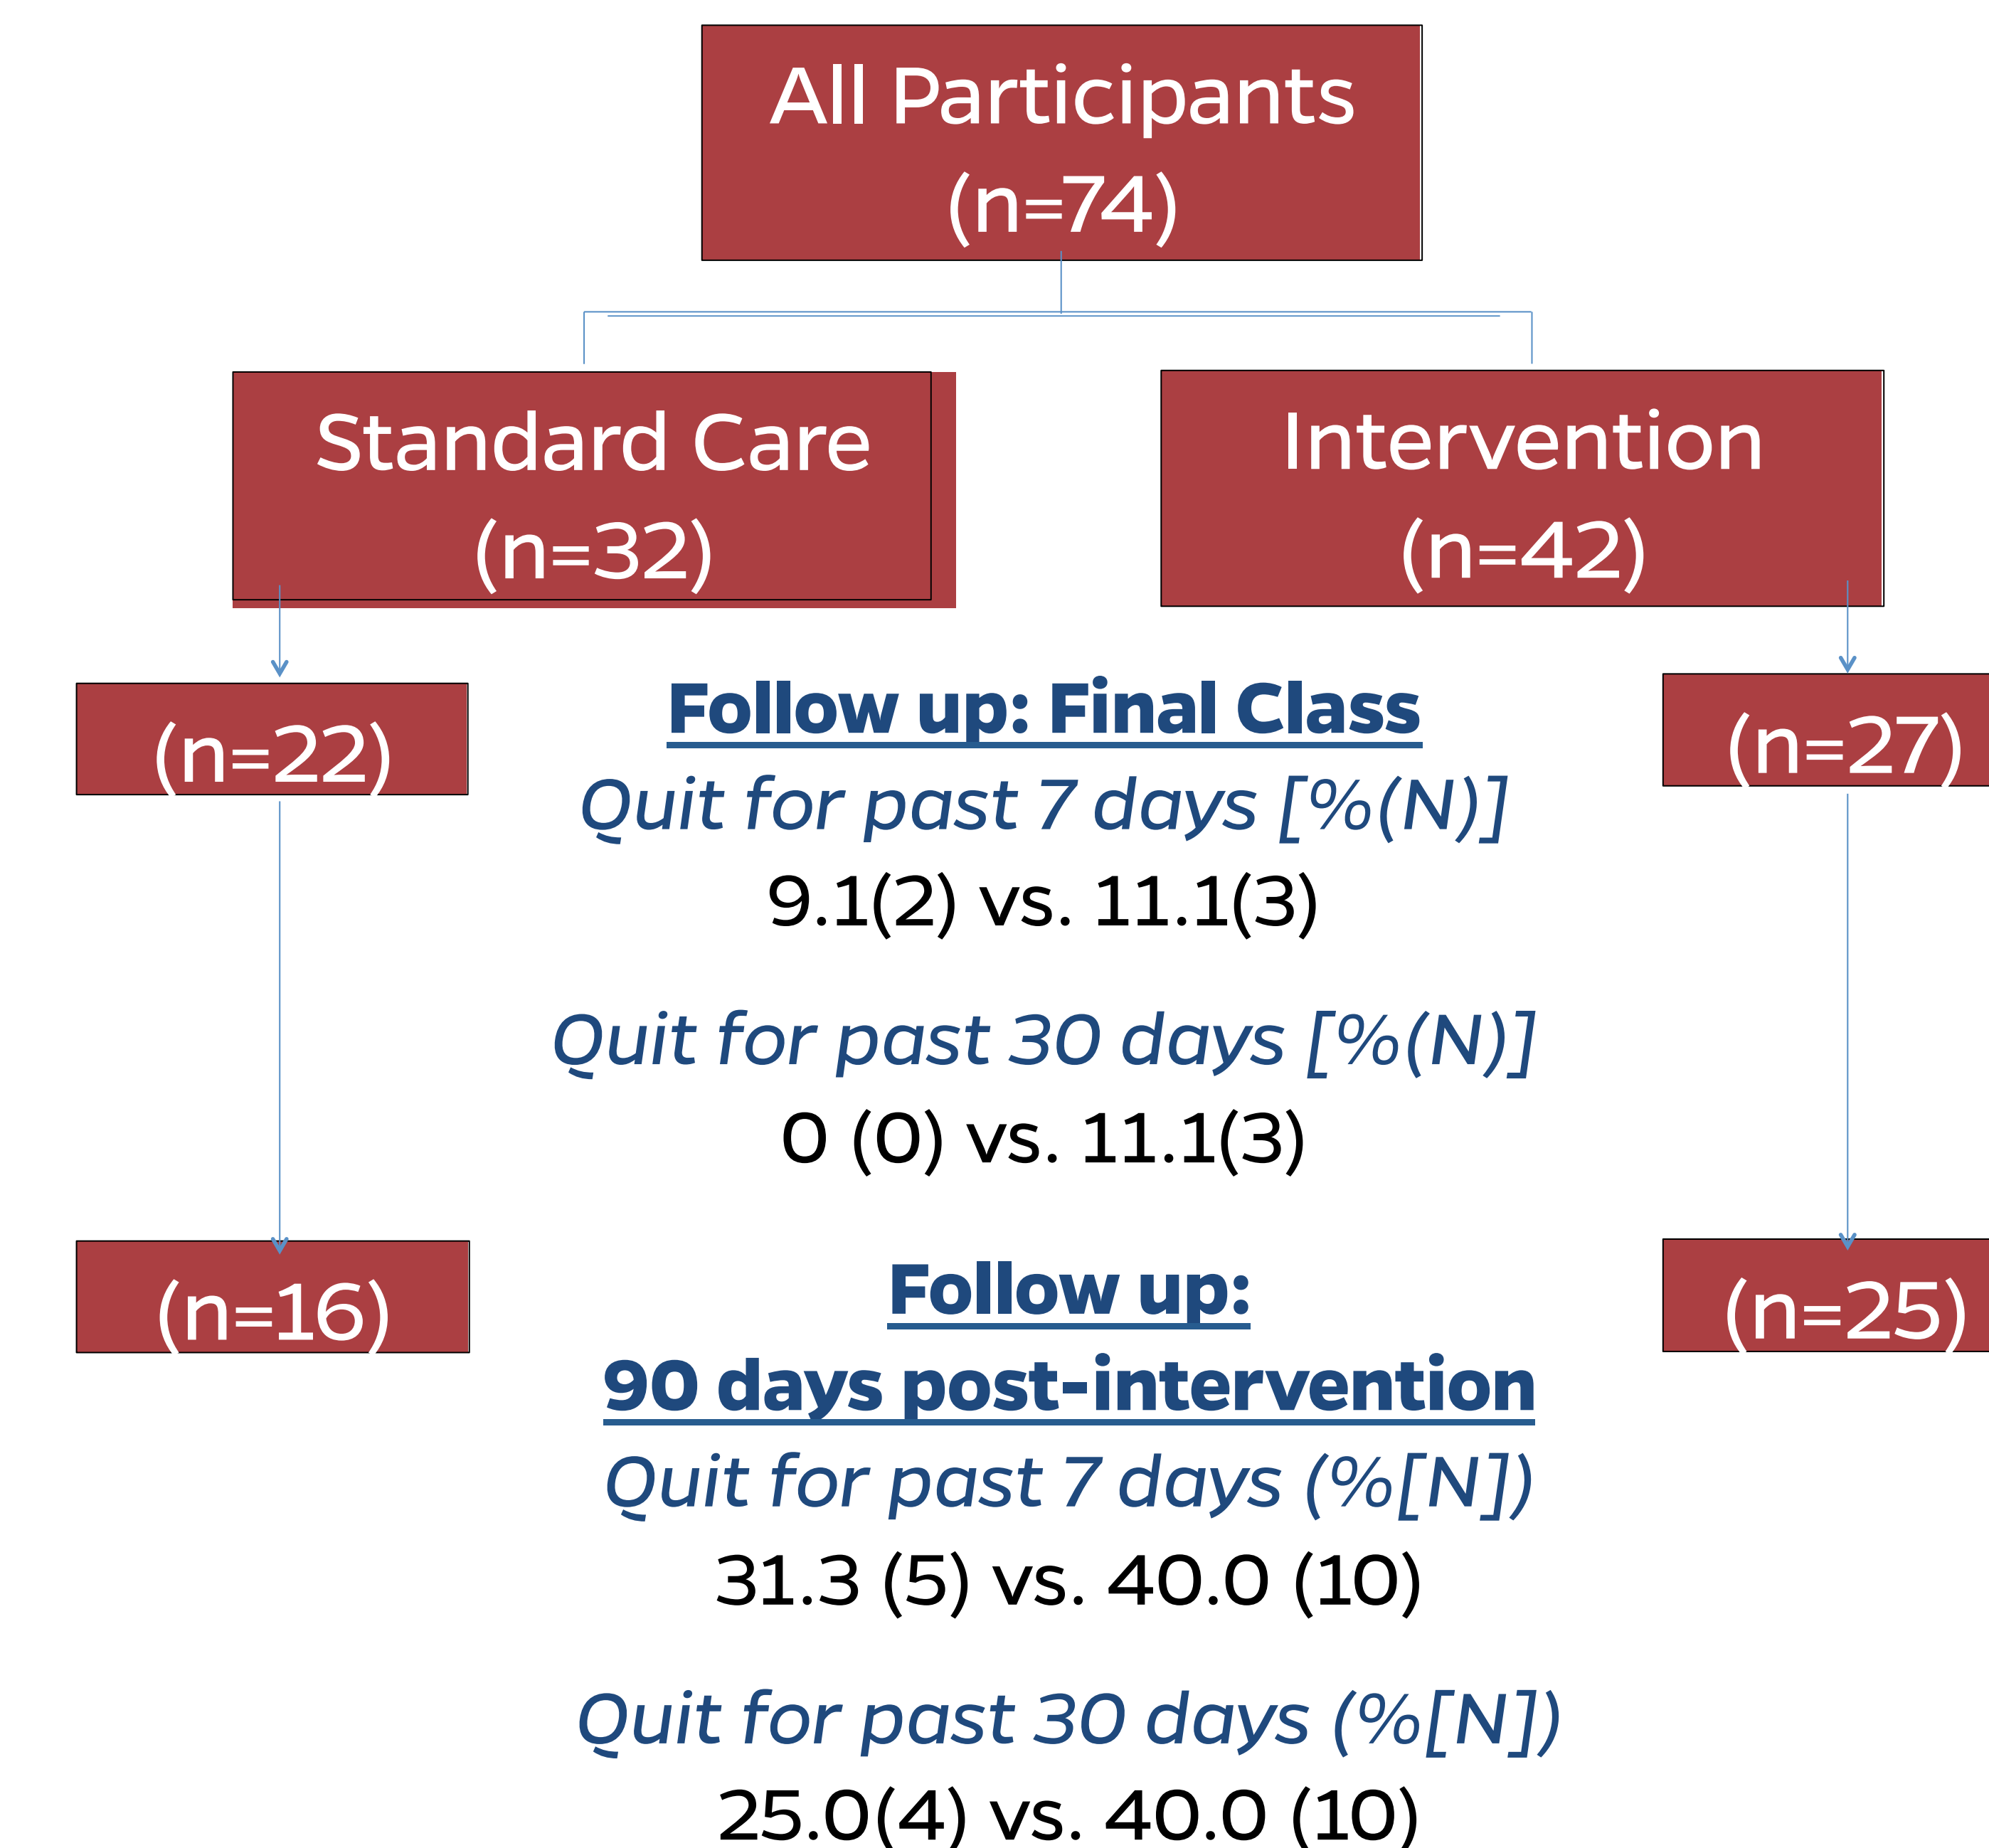 All Participants
(n=74)
Standard Care
(n=32)
Intervention
(n=42)
(n=22)
Follow up: Final Class
(n=27)
Quit for past 7 days [%(N)]
9.1(2) vs. 11.1(3)
Quit for past 30 days [%(N)]
0 (0) vs. 11.1(3)
(n=16)
Follow up:
(n=25)
90 days post-intervention
Quit for past 7 days (%[N])
31.3 (5) vs. 40.0 (10)
Quit for past 30 days (%[N])
25.0(4) vs. 40.0 (10)